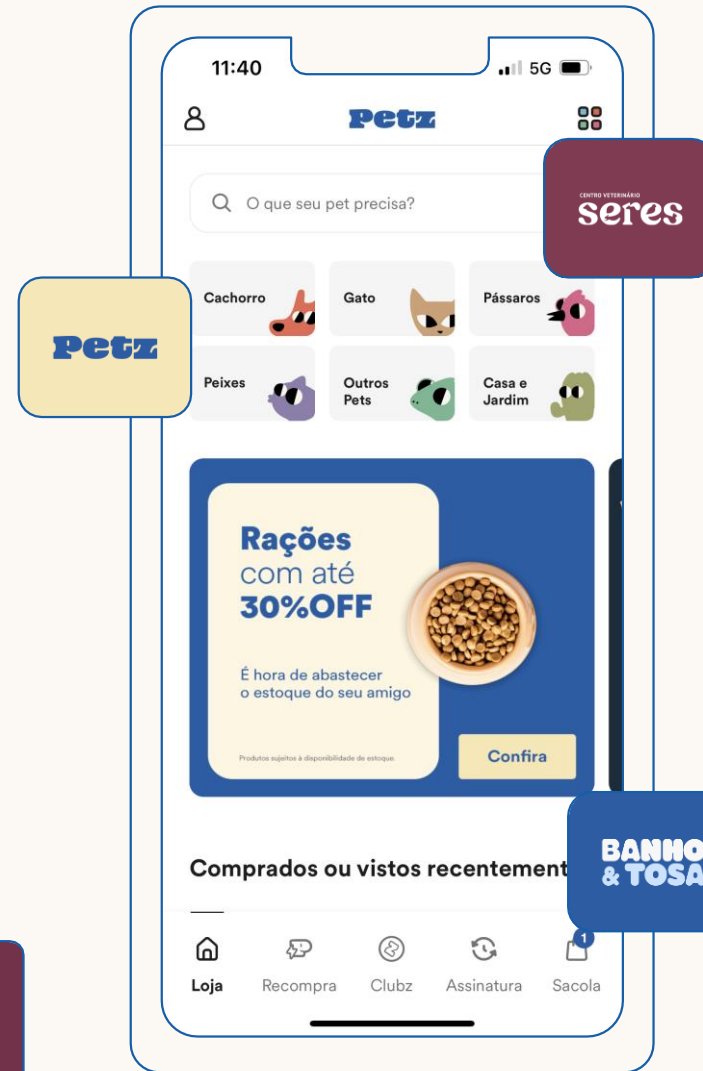 11:40
5G
Petz
O que seu pet precisa?
CENTRO VETERINÁRIO
seres
Cachorro
Gato
Pássaros
Petz
Peixes
Outros
Pets
Casa e
Jardim
Rações
com até
30%OFF
É hora de abastecer
o estoque do seu amigo
Produtos sujeitos à disponibilidade de estoque.
Confira
Comprados ou vistos recentement
BANHO
& TOSA
1
Loja
Recompra
Clubz
Assinatura
Sacola